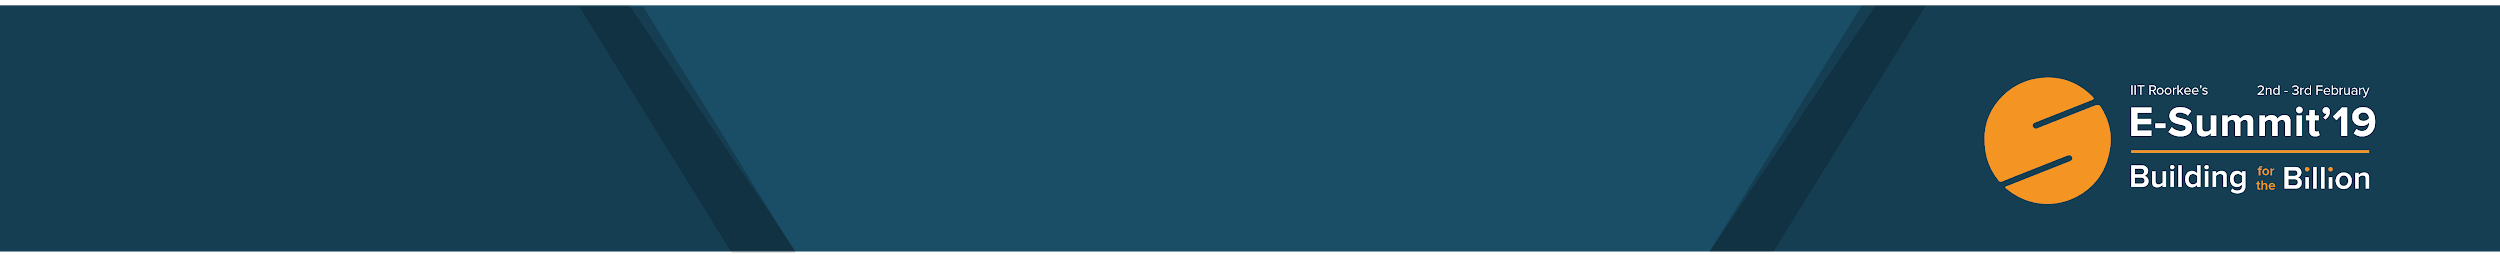 IIT Roorkee's 2nd - 3rd February
E-Summit'19
Building for the Billion